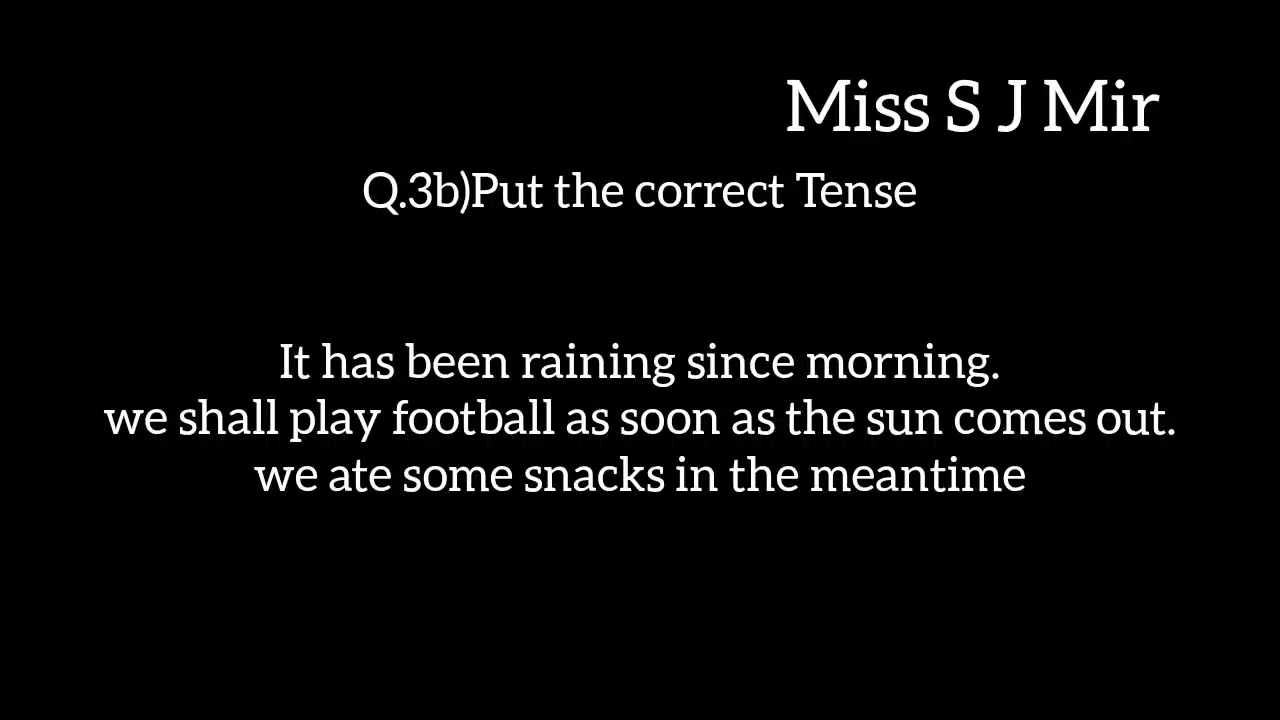 Miss S J Mir
Q.3b)Put the correct Tense
It has been raining since morning.
we shall play football as soon as the sun comes out.
we ate some snacks in the meantime